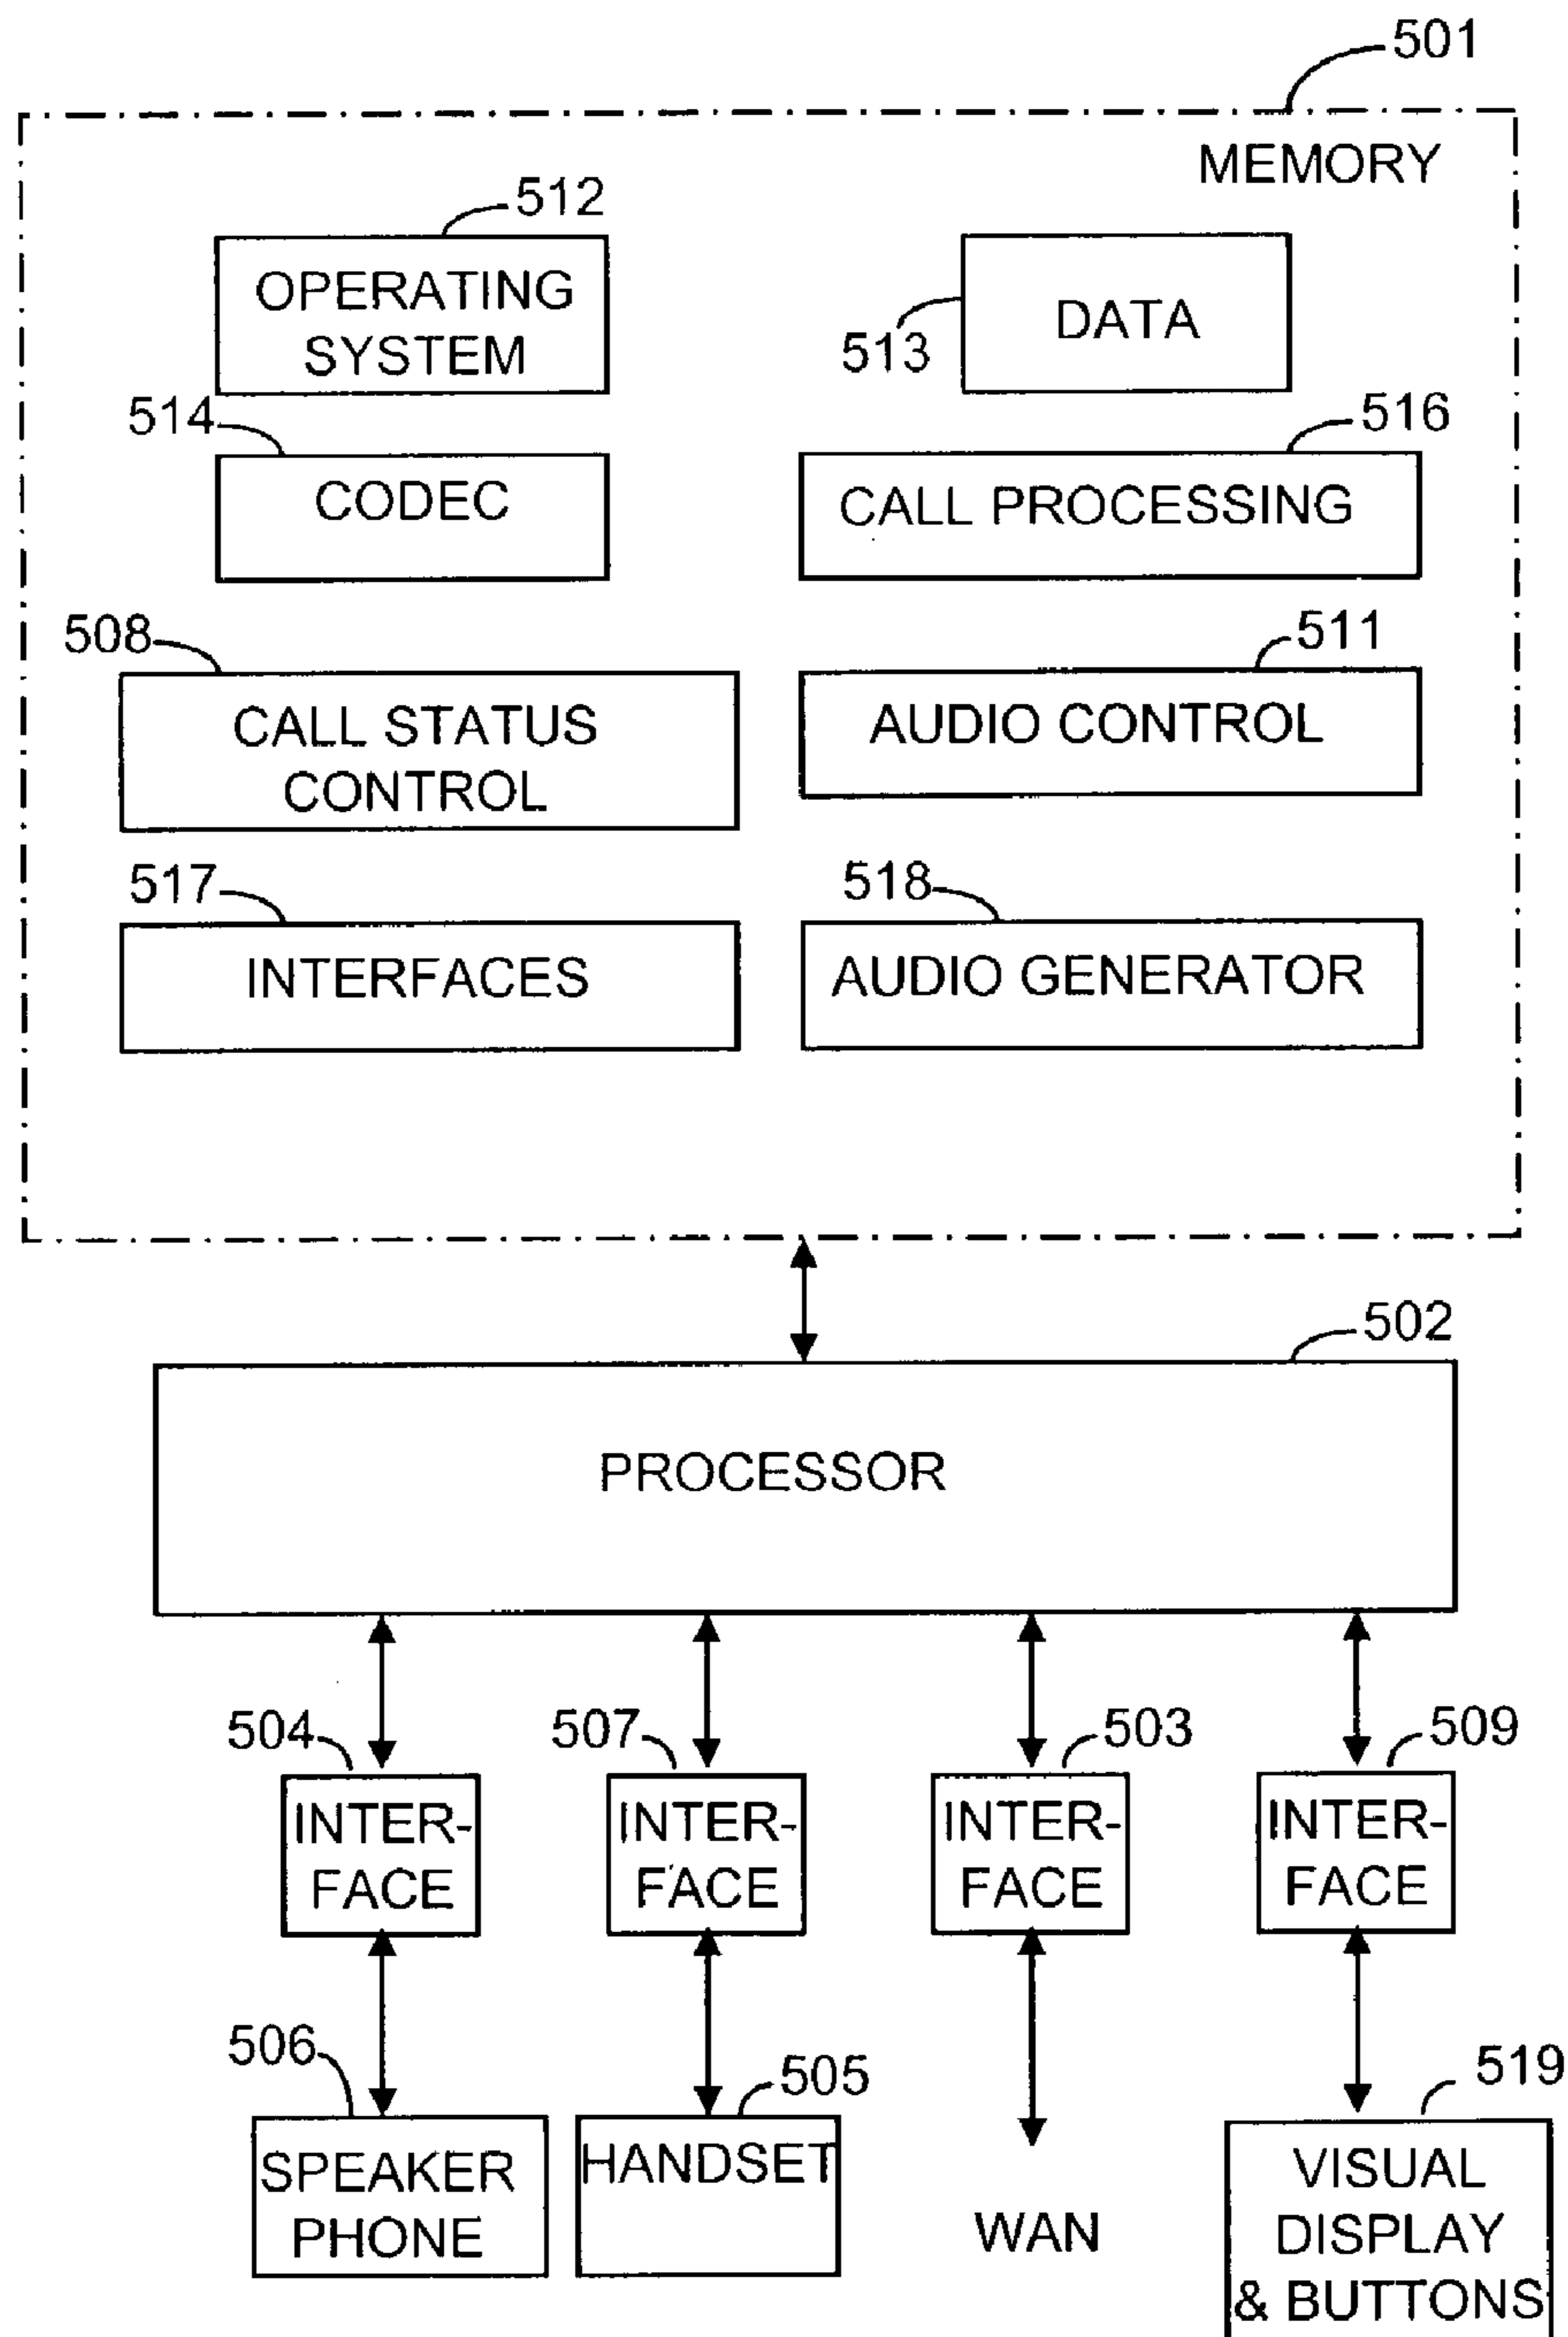 501
MEMORY
512
OPERATING
SYSTEM
513
DATA
514
CODEC
516
CALL PROCESSING
508
CALL STATUS
CONTROL
511
AUDIO CONTROL
517
INTERFACES
518
AUDIO GENERATOR
502
PROCESSOR
504
INTER-
FACE
507
INTER-
FACE
503
INTER-
FACE
509
INTER-
FACE
506
SPEAKER
PHONE
505
HANDSET
WAN
519
VISUAL
DISPLAY
& BUTTONS